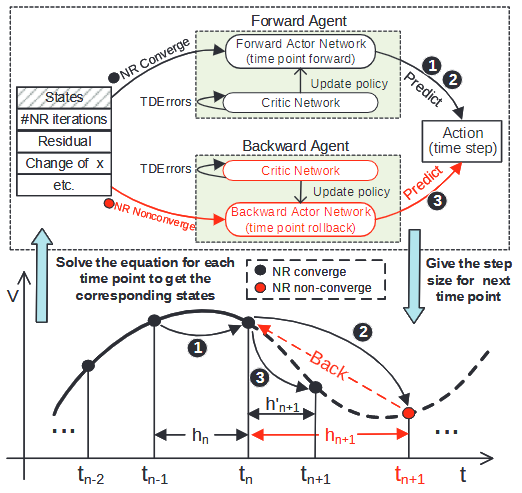 Forward Agent
NR Converge
Forward Actor Network
(time point forward)
1
2
Predict
Update policy
TDErrors
Critic Network
States
#NR iterations
Residual
Change of x
etc.
Action
(time step)
Backward Agent
TDErrors
Critic Network
Update policy
NR Nonconverge
Backward Actor Network
(time point rollback)
Predict
3
Solve the equation for each
time point to get the
corresponding states
NR converge
NR non-converge
Give the step
size for next
time point
V
1
2
3
Back
...
...
h'n+1
hn
hn+1
tn-2
tn-1
tn
tn+1
tn+1
t